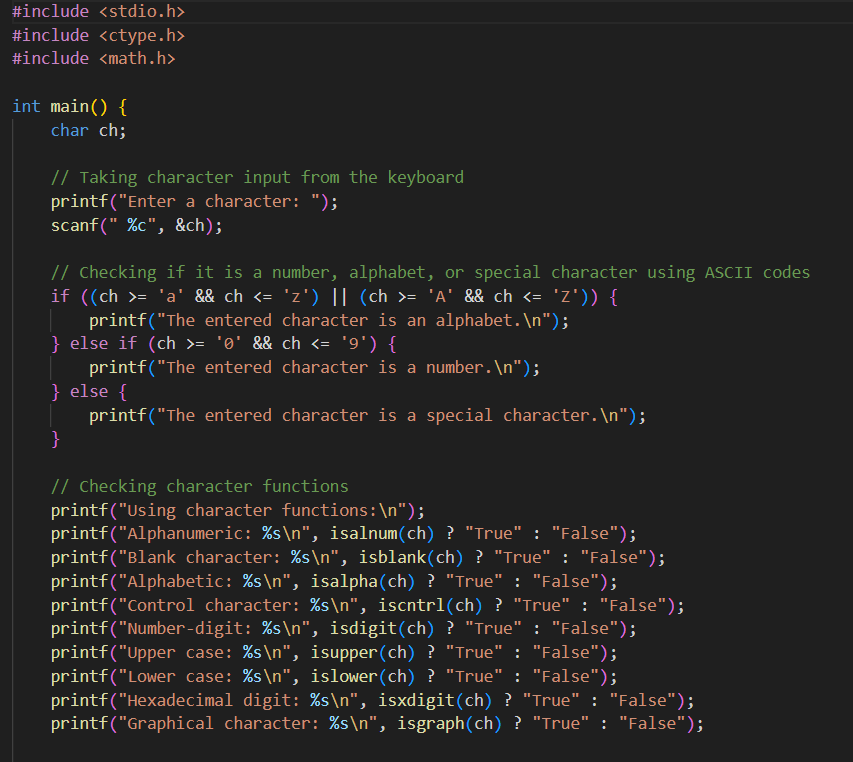 #include <stdio.h>
#include <ctype.h>
#include <math.h>
int main() {
char ch;
// Taking character input from the keyboard
printf("Enter a character: ");
scanf(" %c", &ch);
// Checking if it is a number, alphabet, or special character using ASCII codes
if ((ch >= 'a' && ch <= 'z') || (ch >= 'A' && ch <= 'Z')) {
printf("The entered character is an alphabet.\n");
} else if (ch >= '0' && ch <= '9') {
printf("The entered character is a number.\n");
} else {
printf("The entered character is a special character.\n");
}
// Checking character functions
printf("Using character functions:\n");
printf("Alphanumeric: %s\n", isalnum(ch) ? "True" : "False");
printf("Blank character: %s\n", isblank(ch) ? "True" : "False");
printf("Alphabetic: %s\n", isalpha(ch) ? "True" : "False");
printf("Control character: %s\n", iscntrl(ch) ? "True" : "False");
printf("Number-digit: %s\n", isdigit(ch) ? "True" : "False");
printf("Upper case: %s\n", isupper(ch) ? "True" : "False");
printf("Lower case: %s\n", islower(ch) ? "True" : "False");
printf("Hexadecimal digit: %s\n", isxdigit(ch) ? "True" : "False");
printf("Graphical character: %s\n", isgraph(ch) ? "True" : "False");